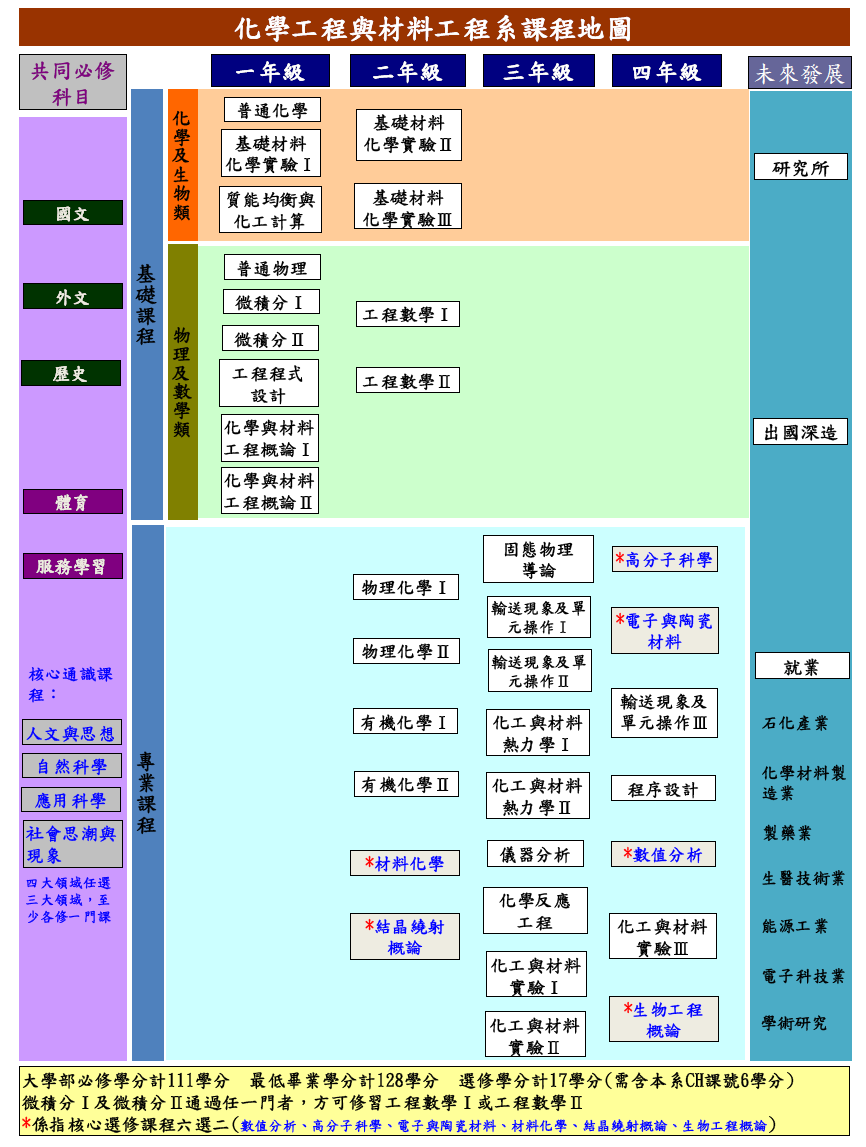 化學工程與材料工程系課程地圖
共同必修
科目
一年級
二年級
三年級
四年級
未來發展
國文
外文
歷史
體育
服務學習
核心通識課
程：
人文與思想
自然科學
應用科學
社會思潮與
現象
四大領域任選
三大領域，至
少各修一門課
基礎課程
化學及生物類
普通化學
基礎材料
化學實驗Ⅰ
質能均衡與
化工計算
基礎材料
化學實驗Ⅱ
基礎材料
化學實驗Ⅲ
物理及數學類
普通物理
微積分Ⅰ
微積分Ⅱ
工程程式
設計
化學與材料
工程概論Ⅰ
化學與材料
工程概論Ⅱ
工程數學Ⅰ
工程數學Ⅱ
專業課程
物理化學Ⅰ
物理化學Ⅱ
有機化學Ⅰ
有機化學Ⅱ
*材料化學
*結晶繞射
概論
固態物理
導論
輸送現象及單
元操作Ⅰ
輸送現象及單
元操作Ⅱ
化工與材料
熱力學Ⅰ
化工與材料
熱力學Ⅱ
儀器分析
化學反應
工程
化工與材料
實驗Ⅰ
化工與材料
實驗Ⅱ
*高分子科學
*電子與陶瓷
材料
輸送現象及
單元操作Ⅲ
程序設計
*數值分析
化工與材料
實驗Ⅲ
*生物工程
概論
研究所
出國深造
就業
石化產業
化學材料製
造業
製藥業
生醫技術業
能源工業
電子科技業
學術研究
大學部必修學分計111學分　最低畢業學分計128學分　選修學分計17學分(需含本系CH課號6學分)
微積分Ⅰ及微積分Ⅱ通過任一門者，方可修習工程數學Ⅰ或工程數學Ⅱ
*係指核心選修課程六選二(數值分析、高分子科學、電子與陶瓷材料、材料化學、結晶繞射概論、生物工程概論)